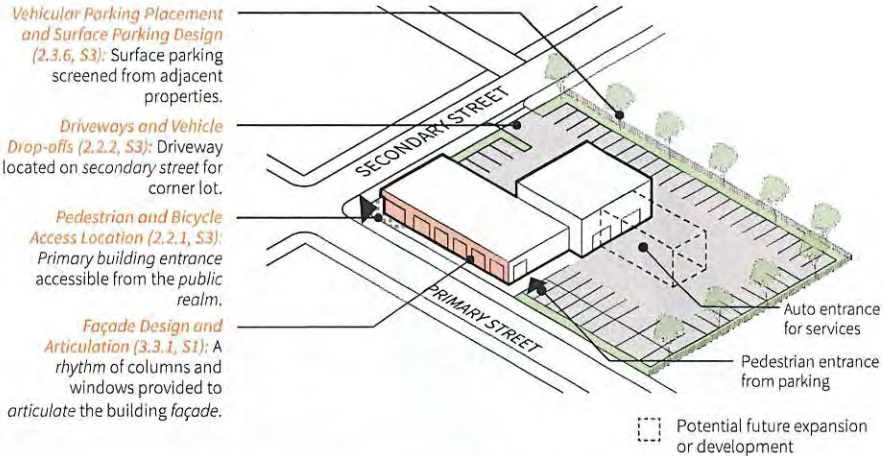 Vehicular Parking Placement
and Surface Parking Design
(2.3.6, S3): Surface parking
screened from adjacent
properties.
Driveways and Vehicle
Drop-offs (2.2.2, S3): Driveway
located on secondary street for
corner lot.
Pedestrian and Bicycle
Access Location (2.2.1, S3):
Primary building entrance
accessible from the public
realm.
Façade Design and
Articulation (3.3.1, S1): A
rhythm of columns and
windows provided to
articulate the building façade.
SECONDARY STREET
PRIMARY STREET
Auto entrance
for services
Pedestrian entrance
from parking
Potential future expansion
or development